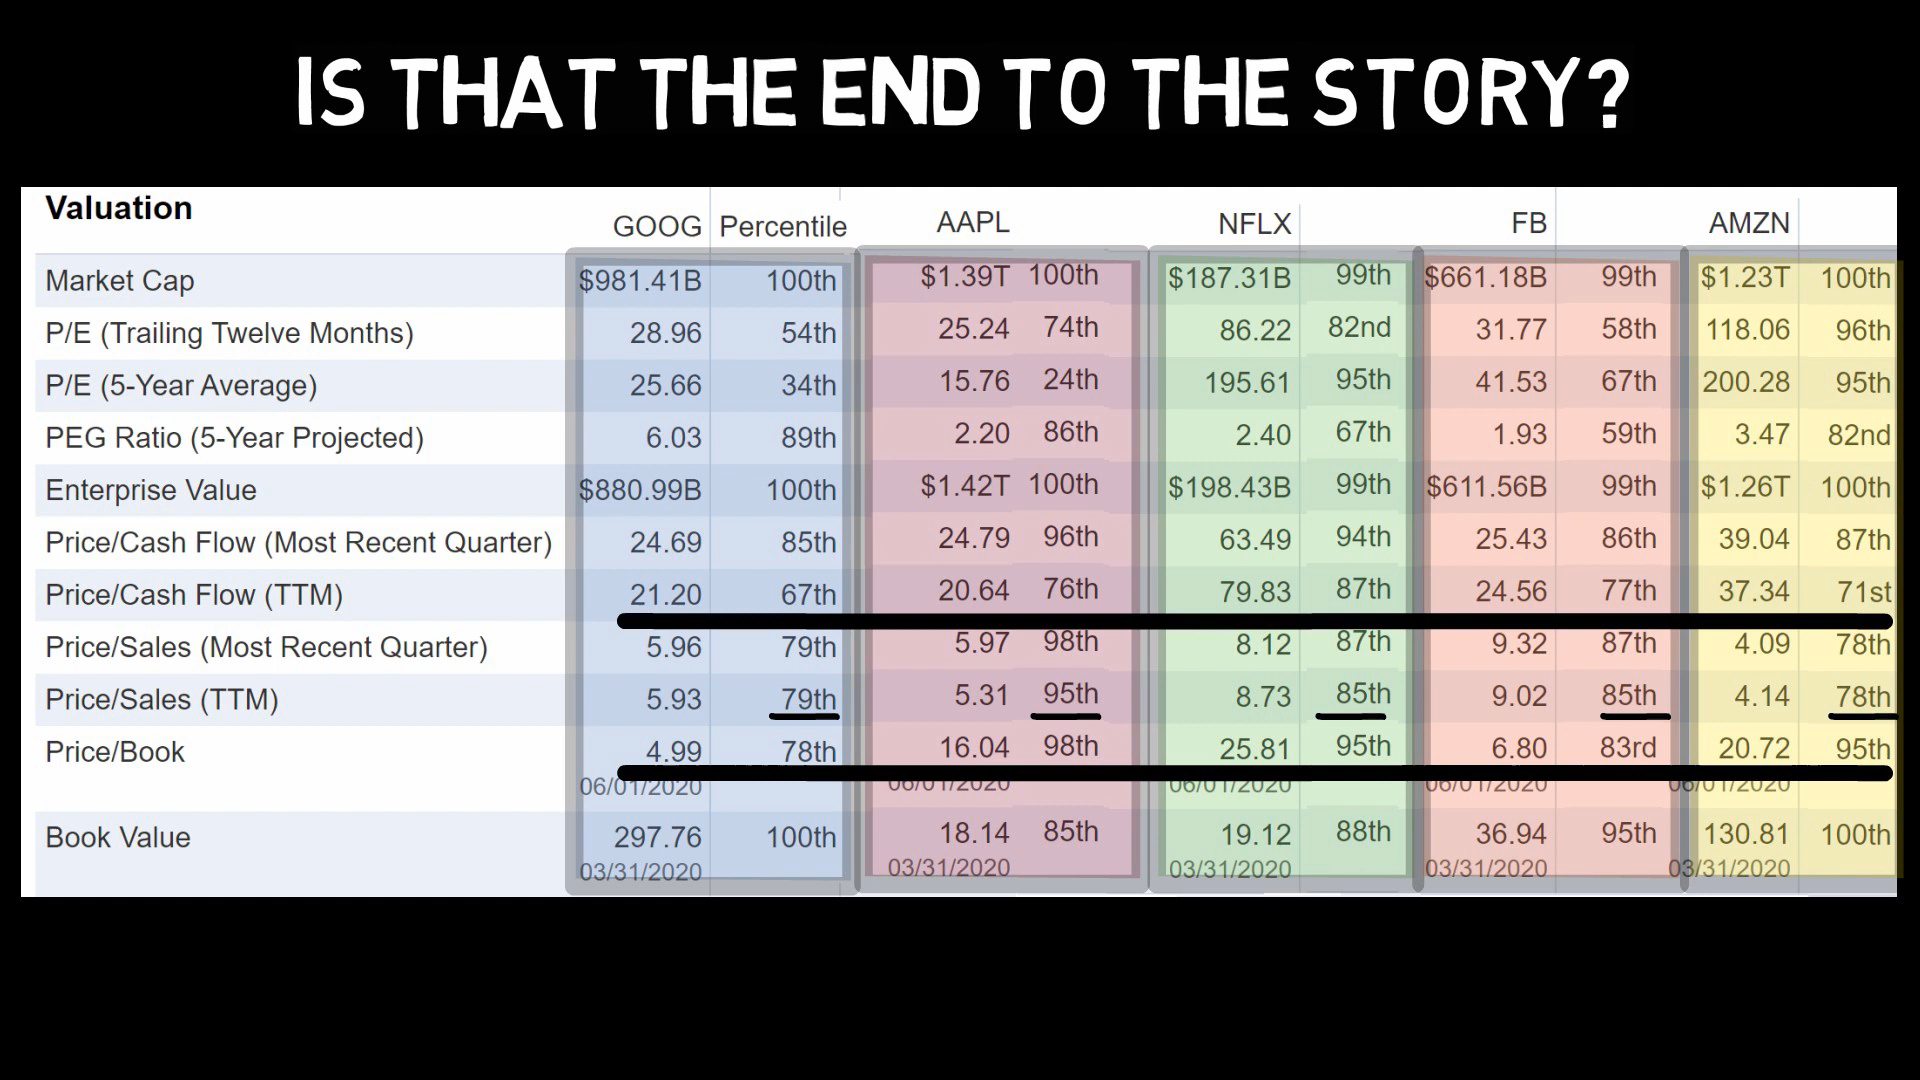 IS THAT THE END TO THE STORY?
Valuation
GOOG Percentile AAPL NFLX FB AMZN
Market Cap $981.41B 100th $1.39T 100th $187.31B 99th $661.18B 99th $1.23T 100th
P/E (Trailing Twelve Months) 28.96 54th 25.24 74th 86.22 82nd 31.77 58th 118.06 96th
P/E (5-Year Average) 25.66 34th 15.76 24th 195.61 95th 41.53 67th 200.28 95th
PEG Ratio (5-Year Projected) 6.03 89th 2.20 86th 2.40 67th 1.93 59th 3.47 82nd
Enterprise Value $880.99B 100th $1.42T 100th $198.43B 99th $611.56B 99th $1.26T 100th
Price/Cash Flow (Most Recent Quarter) 24.69 85th 24.79 96th 63.49 94th 25.43 86th 39.04 87th
Price/Cash Flow (TTM) 21.20 67th 20.64 76th 79.83 87th 24.56 77th 37.34 71st
Price/Sales (Most Recent Quarter) 5.96 79th 5.97 98th 8.12 87th 9.32 87th 4.09 78th
Price/Sales (TTM) 5.93 79th 5.31 95th 8.73 85th 9.02 85th 4.14 78th
Price/Book 4.99 78th 16.04 98th 25.81 95th 6.80 83rd 20.72 95th
06/01/2020 06/01/2020 06/01/2020 06/01/2020 06/01/2020
Book Value 297.76 100th 18.14 85th 19.12 88th 36.94 95th 130.81 100th
03/31/2020 03/31/2020 03/31/2020 03/31/2020 03/31/2020